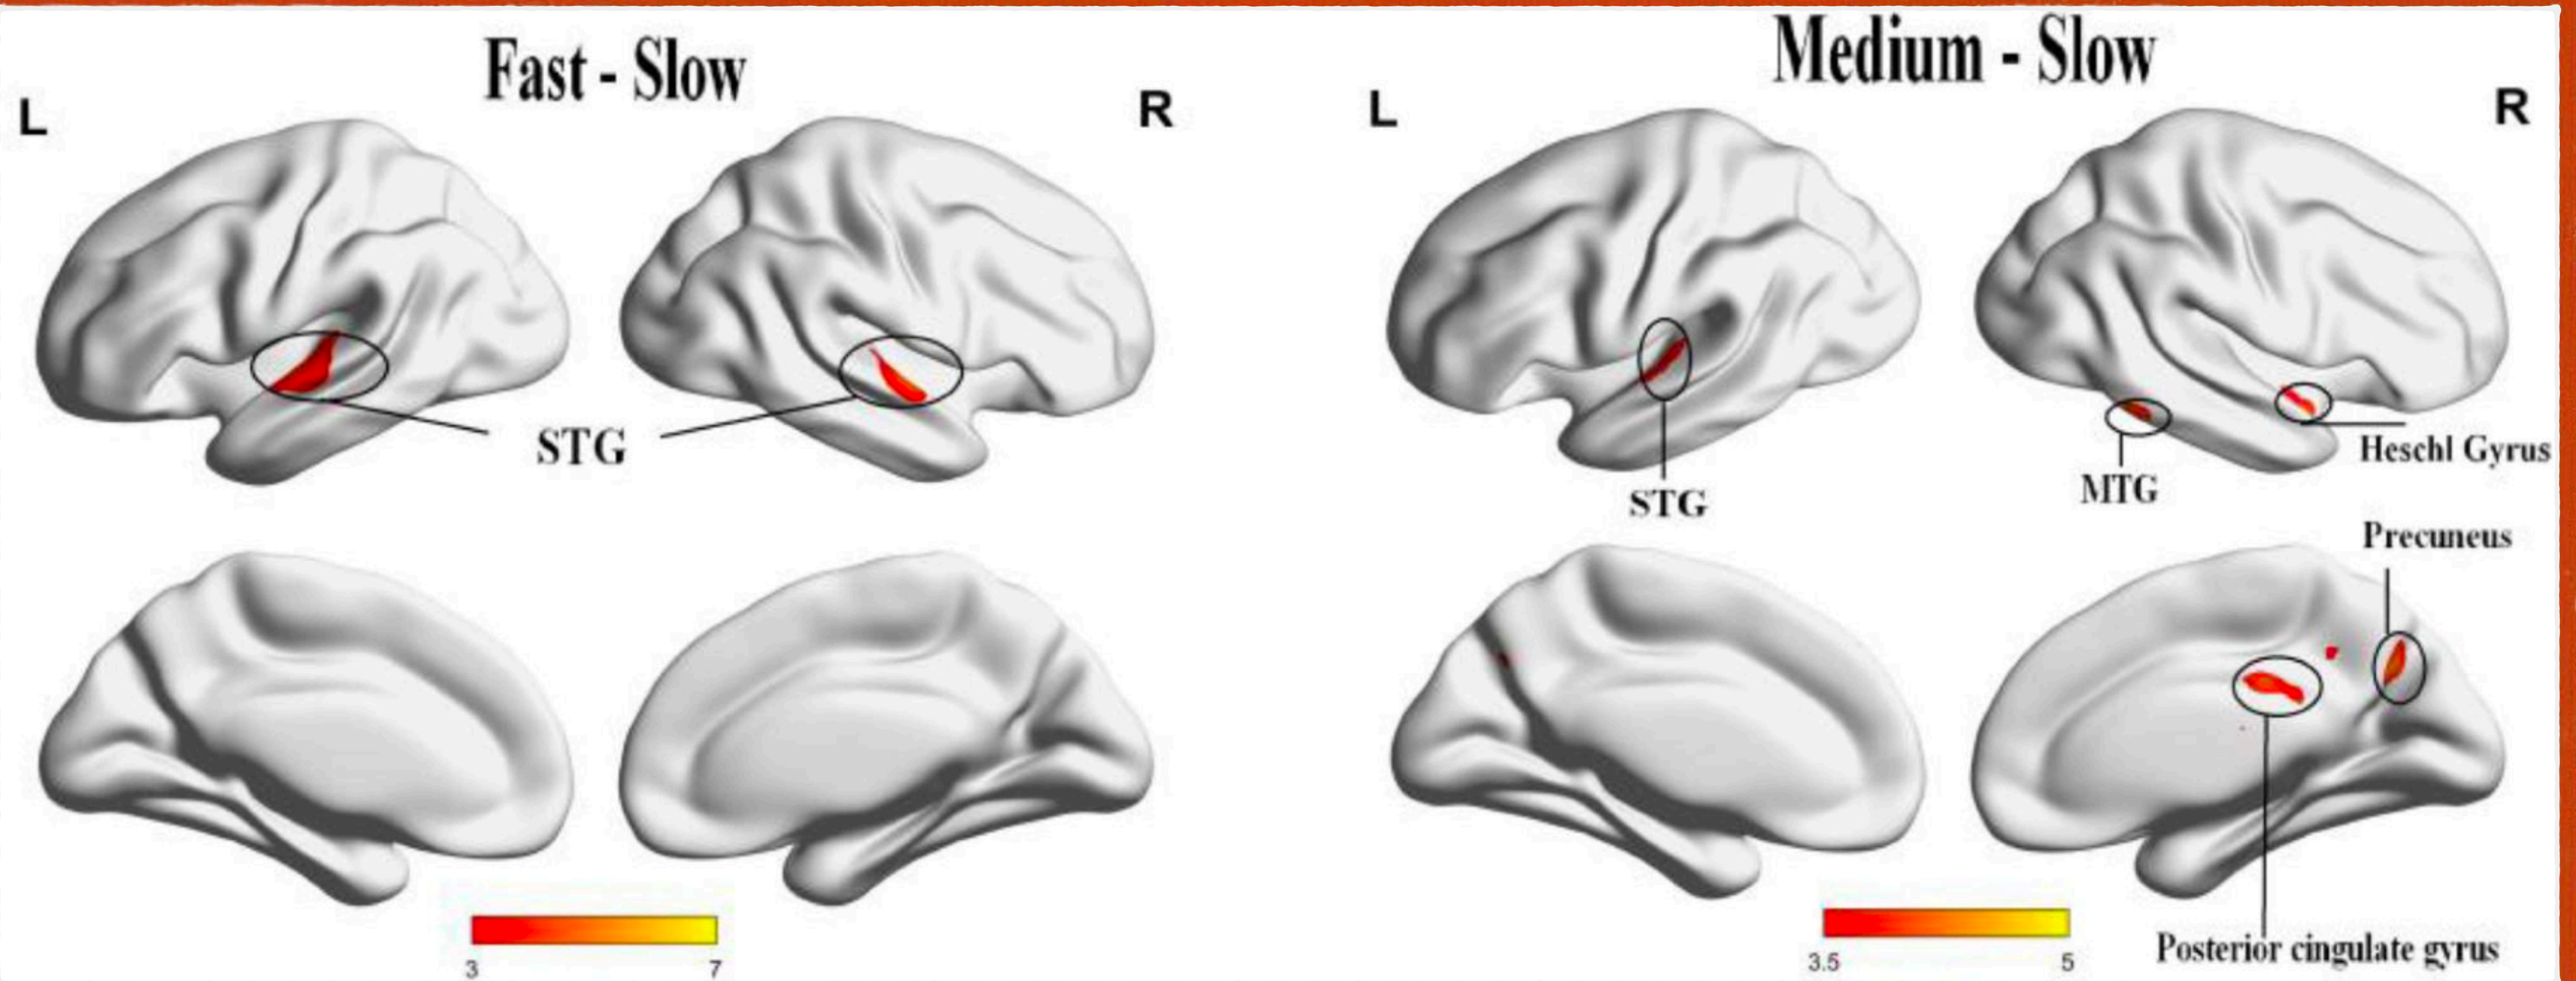 Fast - Slow
L
R
STG
3
7
Medium - Slow
L
R
STG
MTG
Heschl Gyrus
Precuneus
Posterior cingulate gyrus
3.5
5